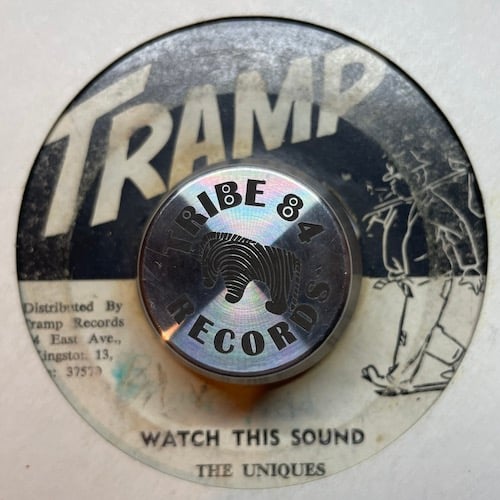 TRAMP
TRIBE 84
RECORDS
Distributed By
Tramp Records
4 East Ave.,
Kingston 13,
37579
WATCH THIS SOUND
THE UNIQUES